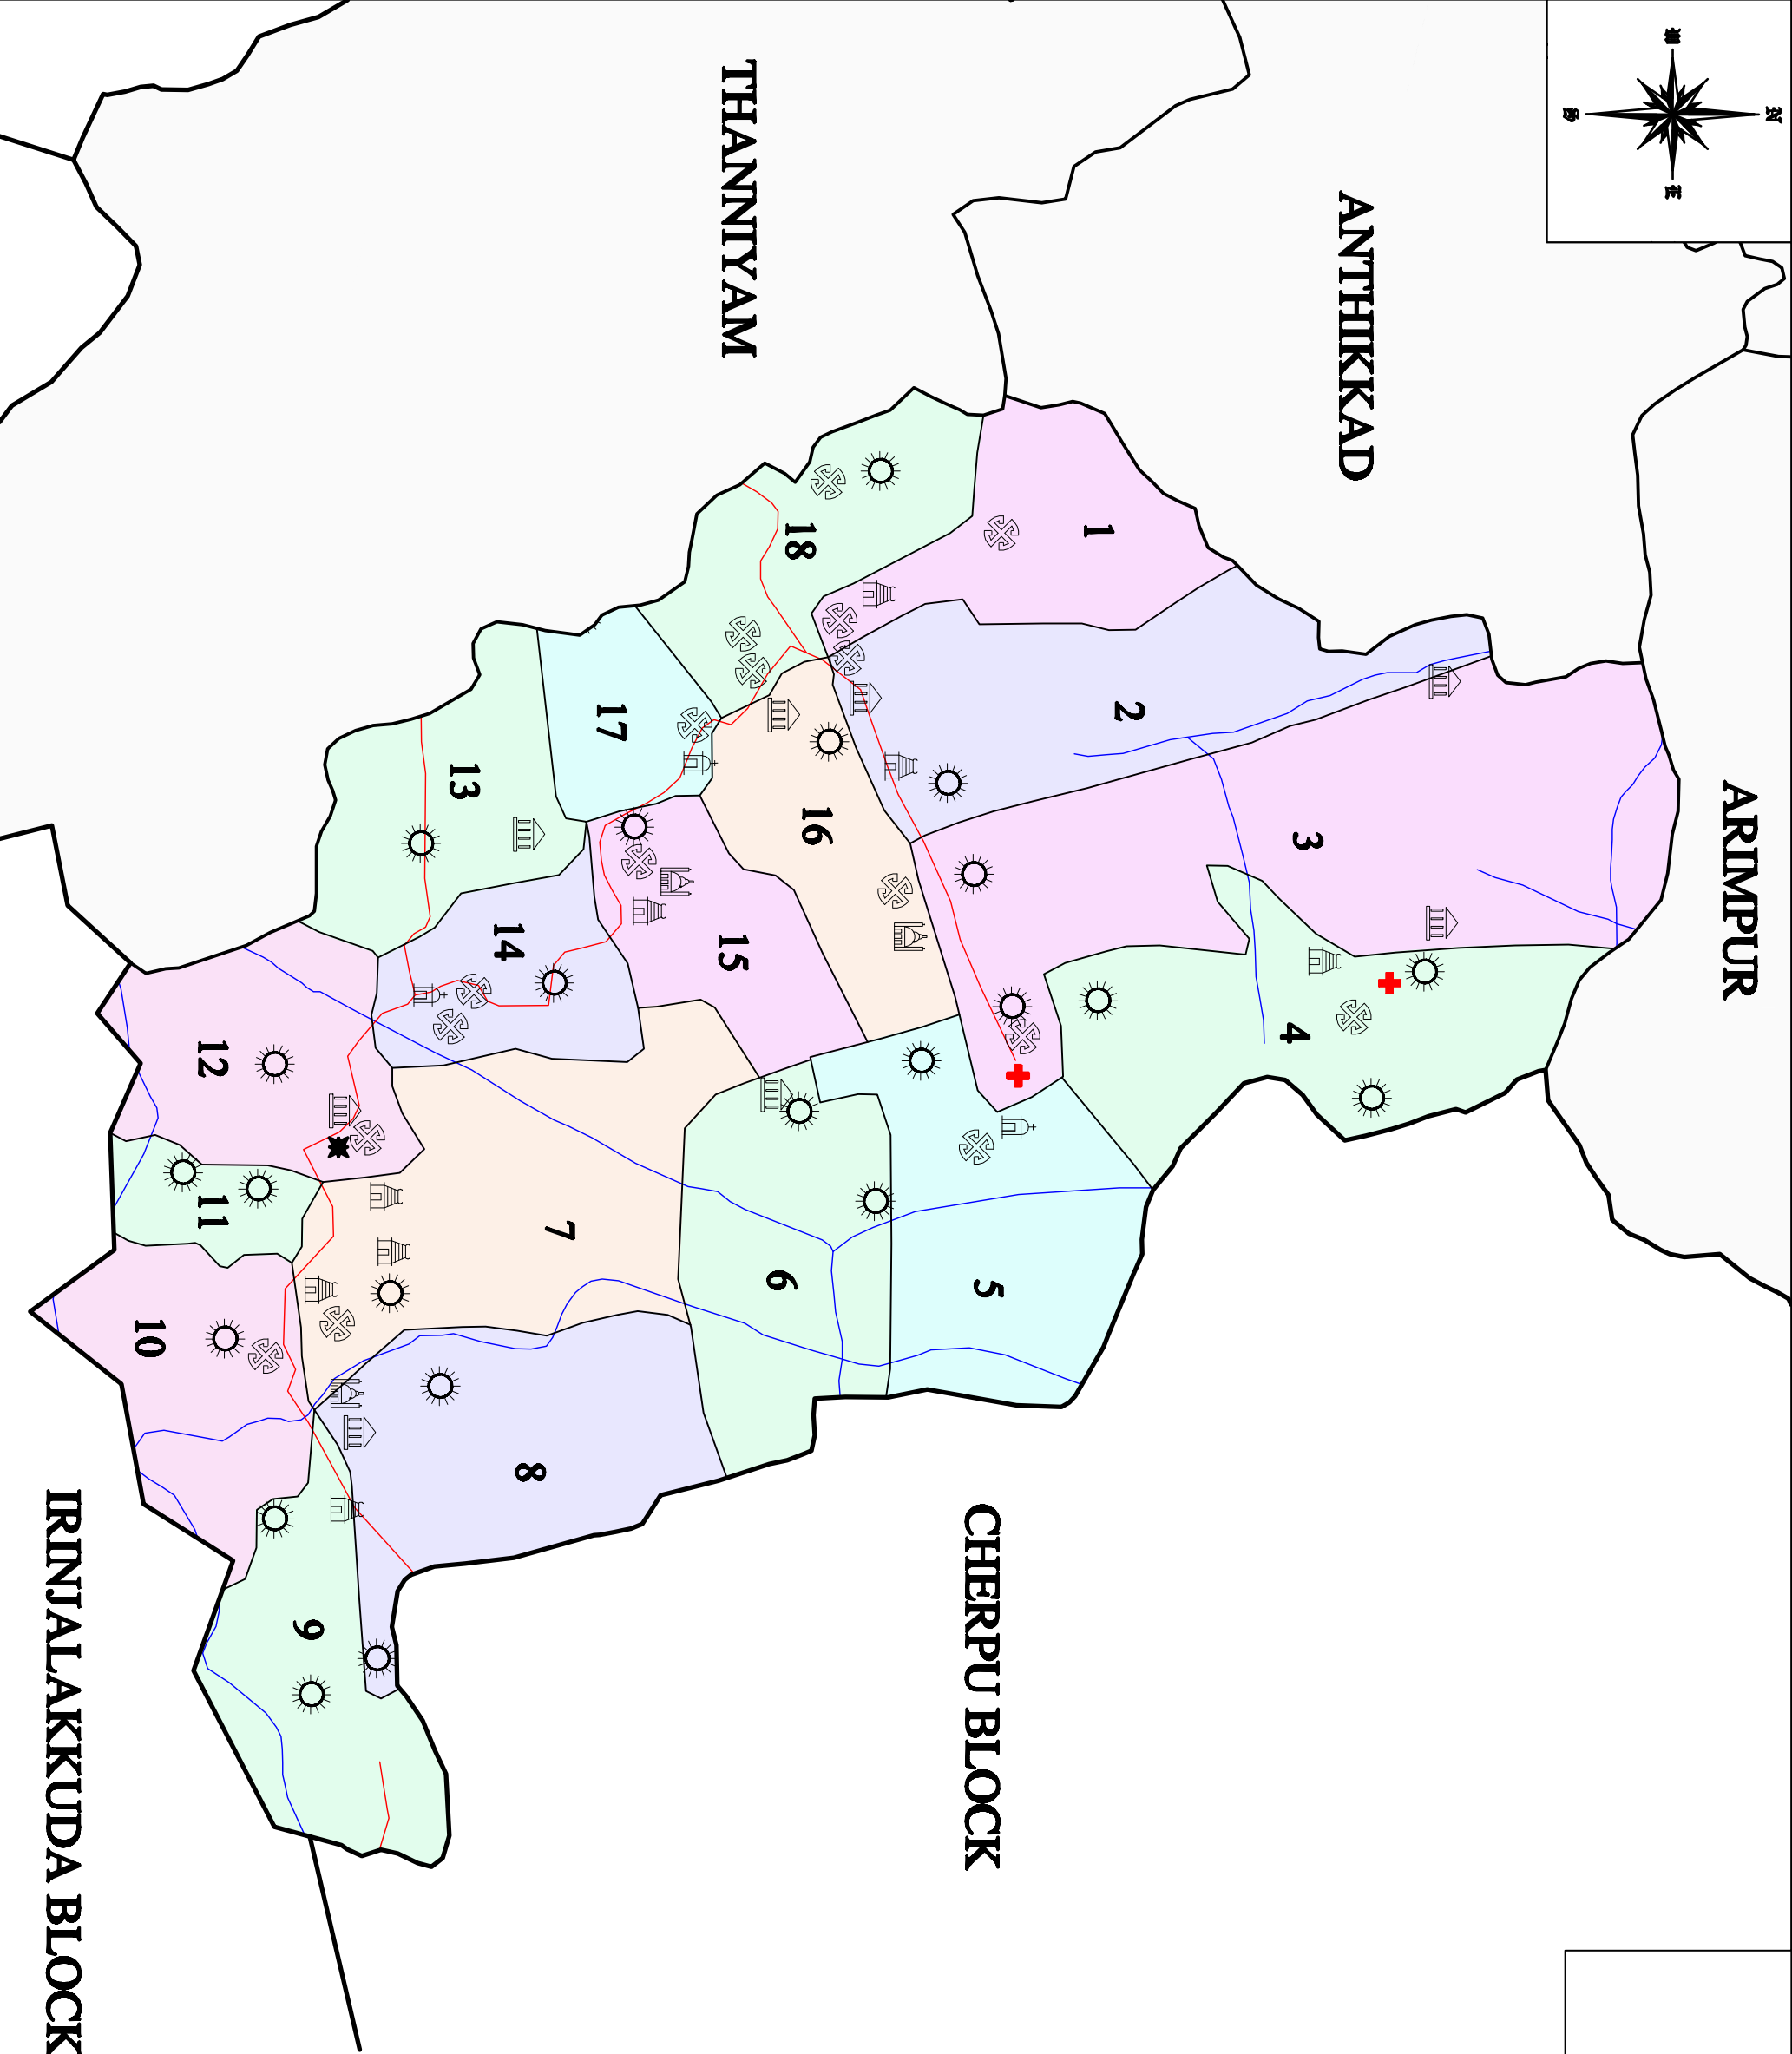 W
N
S
E
THANNIYAM
ANTHIKKAD
ARIMPUR
1
18
2
17
13
16
3
14
15
4
12
11
7
6
5
10
8
9
CHERPU BLOCK
IRINJALAKKUDA BLOCK